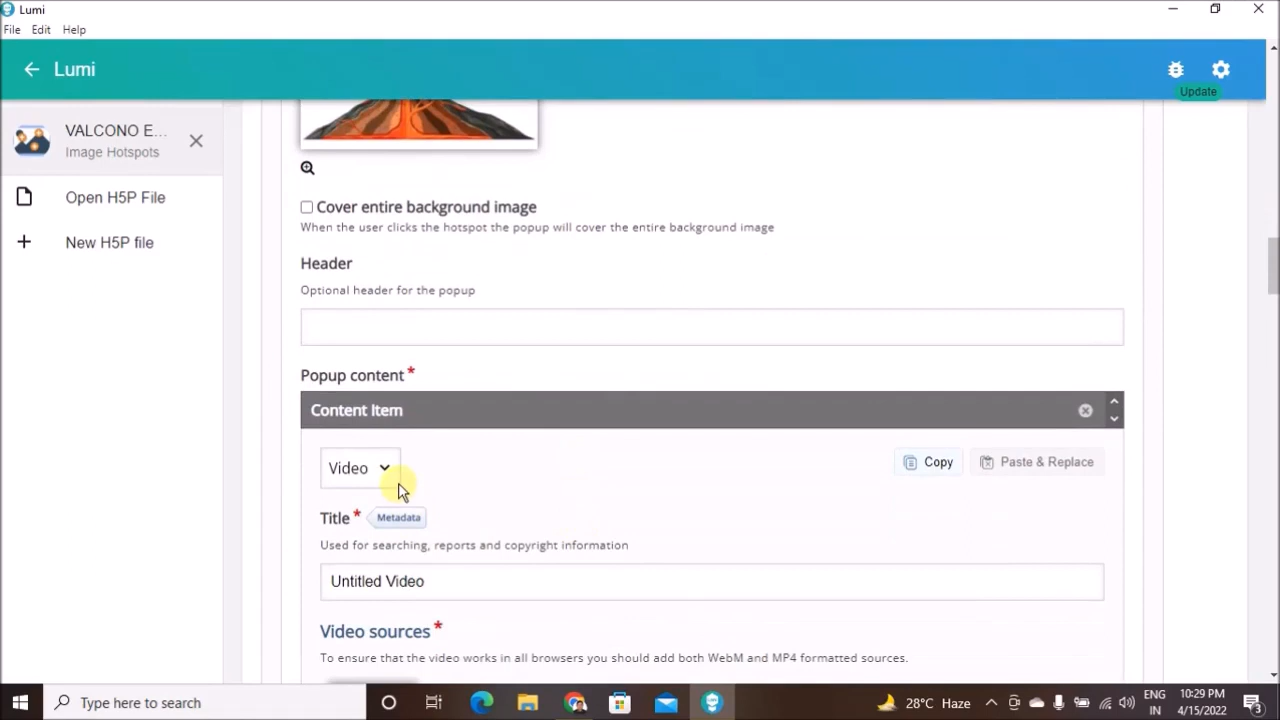 Lumi
File Edit Help
Lumi
Update
VALCONO E...
Image Hotspots
Open H5P File
New H5P file
Cover entire background image
When the user clicks the hotspot the popup will cover the entire background image
Header
Optional header for the popup
Popup content *
Content Item
Video
Copy
Paste & Replace
Title * Metadata
Used for searching, reports and copyright information
Untitled Video
Video sources *
To ensure that the video works in all browsers you should add both WebM and MP4 formatted sources.
Type here to search
28°C Haze
ENG
IN
10:29 PM
4/15/2022
3